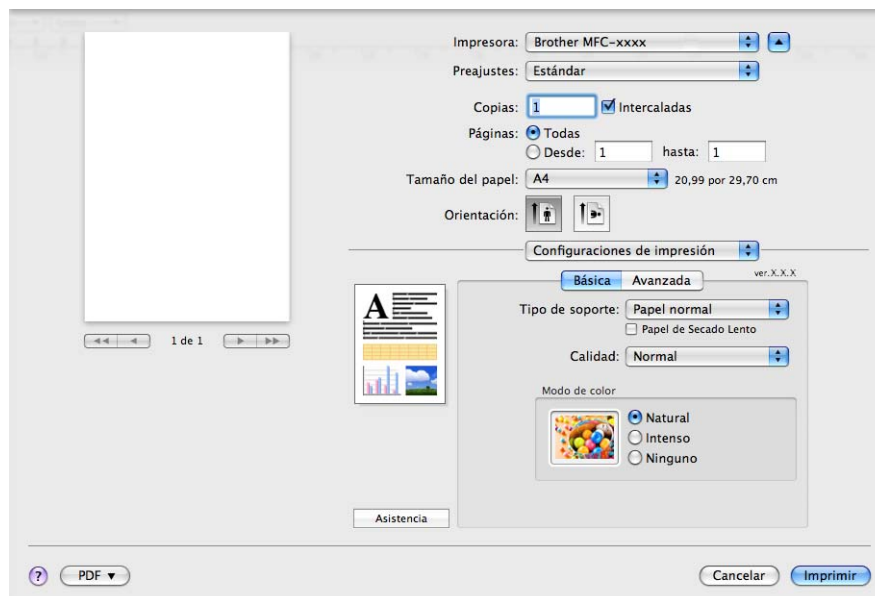 Impresora: Brother MFC-xxxx
Preajustes: Estándar
Copias: 1 Intercaladas
Páginas: Todas
Desde: 1 hasta: 1
Tamaño del papel: A4 20,99 por 29,70 cm
Orientación:
Configuraciones de impresión
Básica Avanzada ver.X.X.X
Tipo de soporte: Papel normal
Papel de Secado Lento
Calidad: Normal
Modo de color
Natural
Intenso
Ninguno
1 de 1
A
Asistencia
? PDF ▼ Cancelar Imprimir